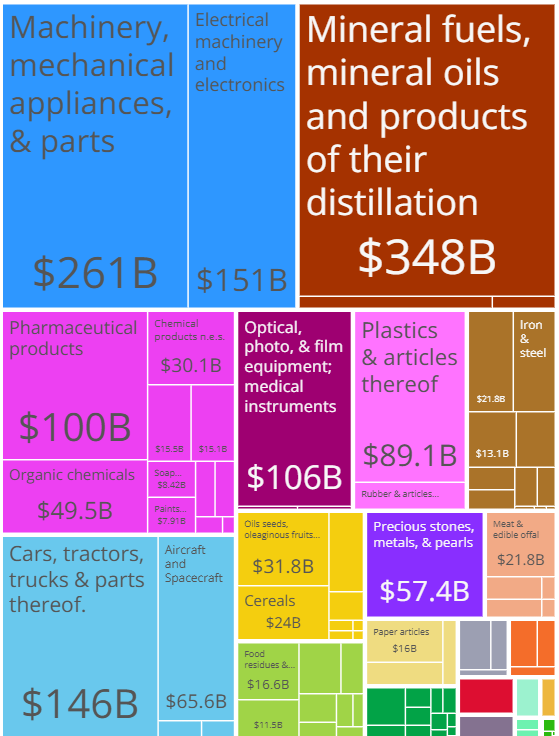 Machinery,
mechanical
appliances,
& parts
$261B
Electrical
machinery
and
electronics
$151B
Mineral fuels,
mineral oils
and products
of their
distillation
$348B
Pharmaceutical
products
$100B
Chemical
products n.e.s.
$30.1B
$15.5B
$15.1B
Organic chemicals
$49.5B
Soap...
$8.42B
Paints...
$7.91B
Optical,
photo, & film
equipment;
medical
instruments
$106B
Plastics
& articles
thereof
$89.1B
Rubber & articles...
$21.8B
Iron
&
steel
$13.1B
Cars, tractors,
trucks & parts
thereof.
$146B
Aircraft
and
Spacecraft
$65.6B
Oils seeds,
oleaginous fruits...
$31.8B
Cereals
$24B
Food
residues &...
$16.6B
$11.5B
Precious stones,
metals, & pearls
$57.4B
Meat &
edible offal
$21.8B
Paper articles
$16B